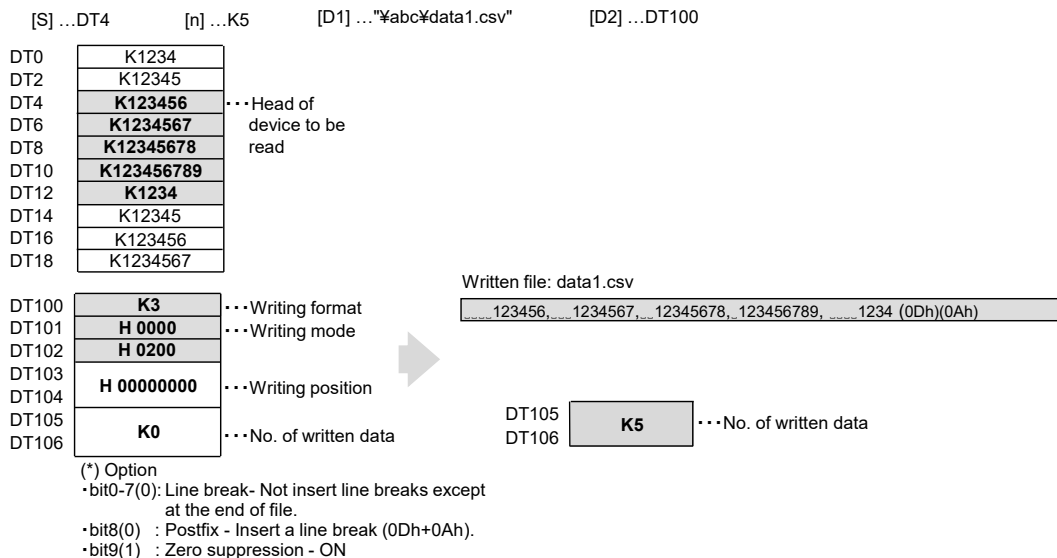 [S] …DT4 [n] …K5 [D1] …"¥abc¥data1.csv" [D2] …DT100
DT0 K1234
DT2 K12345
DT4 K123456 ･･･Head of
DT6 K1234567 device to be
DT8 K12345678 read
DT10 K123456789
DT12 K1234
DT14 K12345
DT16 K123456
DT18 K1234567
Written file: data1.csv
DT100 K3 ･･･Writing format
␣␣␣␣123456,␣␣␣1234567,␣␣12345678,␣123456789, ␣␣␣␣1234 (0Dh)(0Ah)
DT101 H 0000 ･･･Writing mode
DT102 H 0200
DT103
DT104 H 00000000 ･･･Writing position
DT105
DT106 K0 ･･･No. of written data
DT105
DT106 K5 ･･･No. of written data
(*) Option
･bit0-7(0): Line break- Not insert line breaks except
at the end of file.
･bit8(0) : Postfix - Insert a line break (0Dh+0Ah).
･bit9(1) : Zero suppression - ON